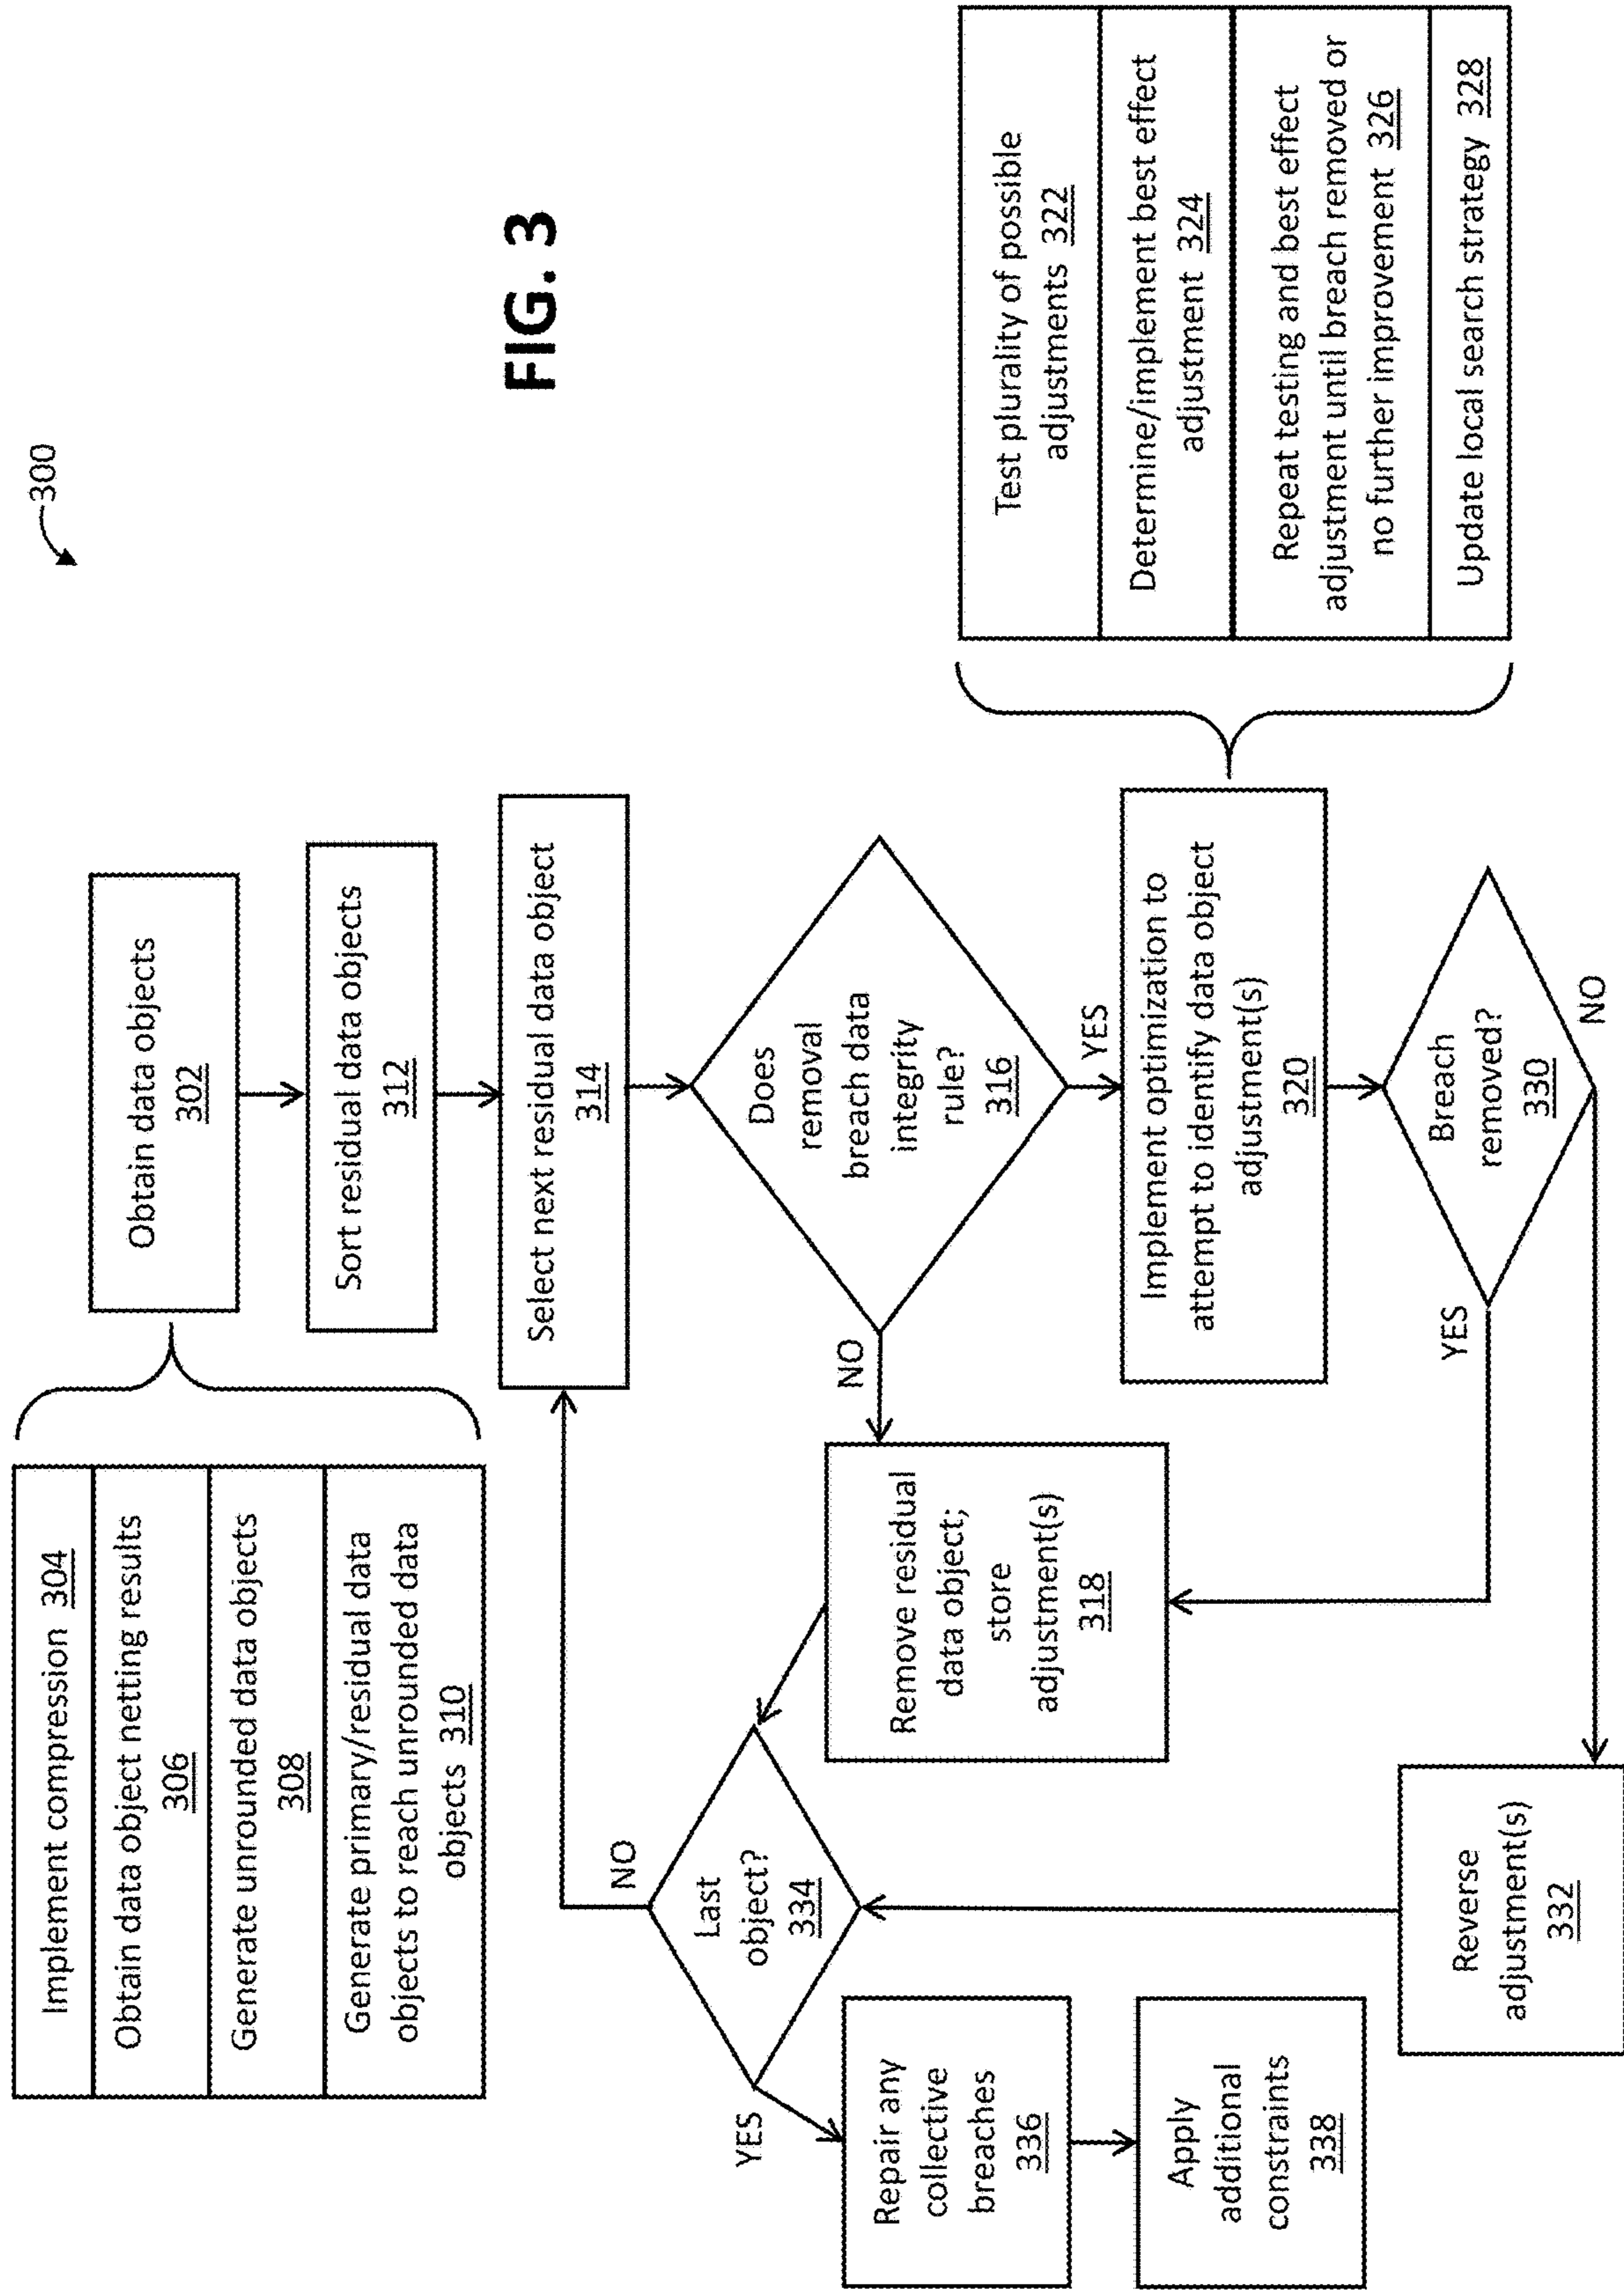 300
FIG. 3
Implement compression 304
Obtain data object netting results
306
Generate unrounded data objects
308
Generate primary/residual data
objects to reach unrounded data
objects 310
Obtain data objects
302
Sort residual data objects
312
Select next residual data object
314
Does
removal
breach data
integrity
rule?
316
NO
YES
Remove residual
data object;
store
adjustment(s)
318
Implement optimization to
attempt to identify data object
adjustment(s)
320
Test plurality of possible
adjustments 322
Determine/implement best effect
adjustment 324
Repeat testing and best effect
adjustment until breach removed or
no further improvement 326
Update local search strategy 328
Breach
removed?
330
YES
NO
Reverse
adjustment(s)
332
Last
object?
334
NO
YES
Repair any
collective
breaches
336
Apply
additional
constraints
338